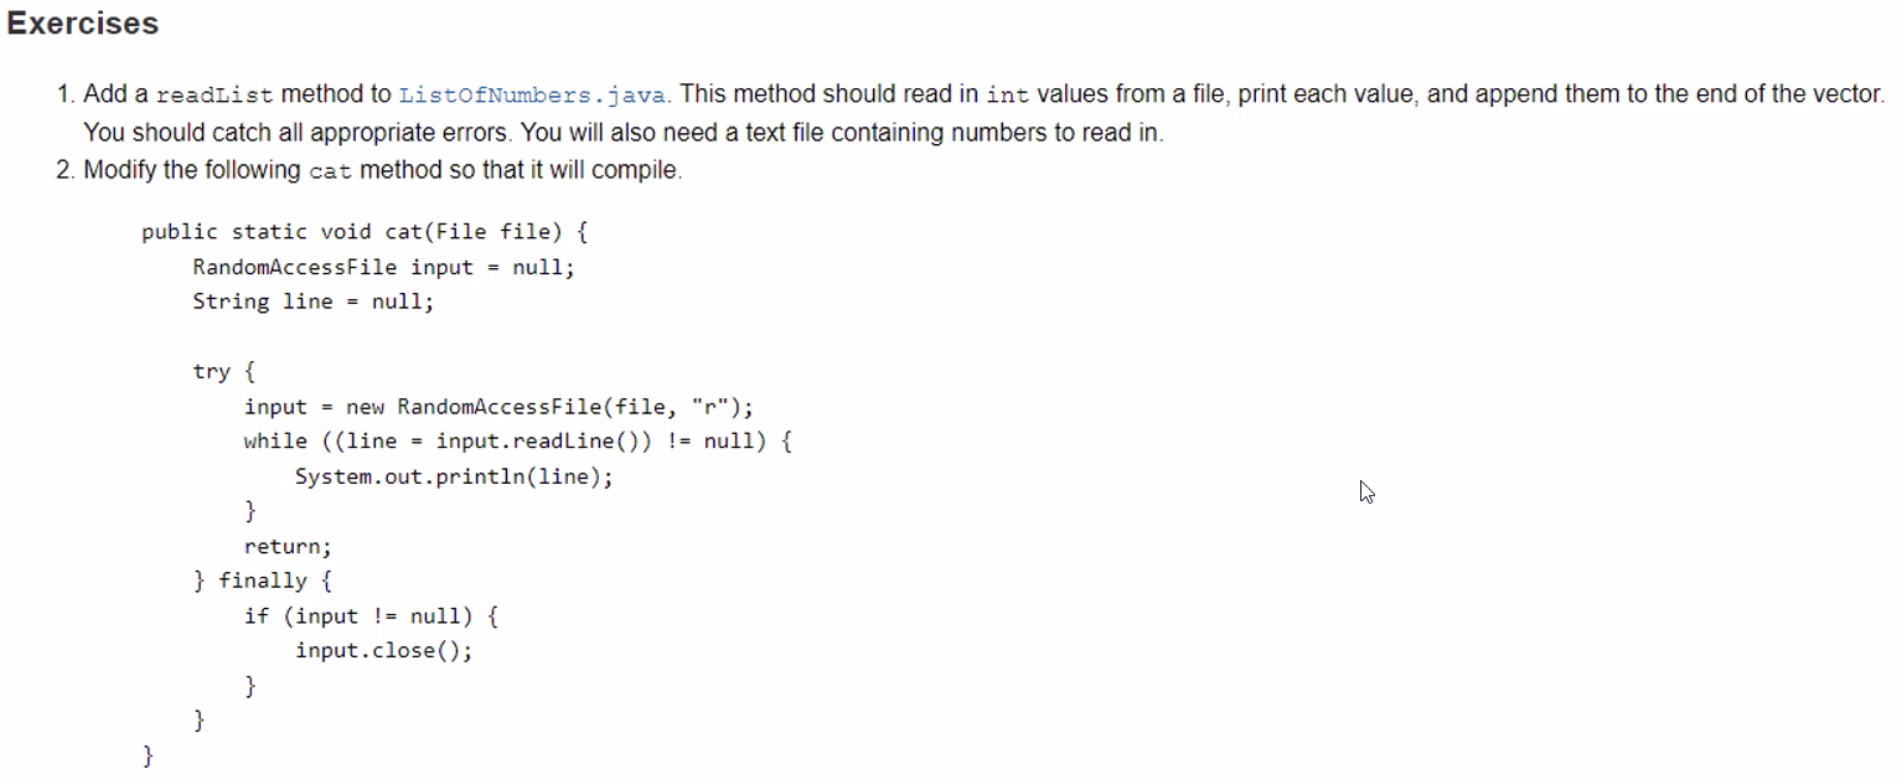 Exercises
1. Add a readList method to ListOfNumbers.java. This method should read in int values from a file, print each value, and append them to the end of the vector.
You should catch all appropriate errors. You will also need a text file containing numbers to read in.
2. Modify the following cat method so that it will compile.
public static void cat(File file) {
    RandomAccessFile input = null;
    String line = null;

    try {
        input = new RandomAccessFile(file, "r");
        while ((line = input.readLine()) != null) {
            System.out.println(line);
        }
        return;
    } finally {
        if (input != null) {
            input.close();
        }
    }
}